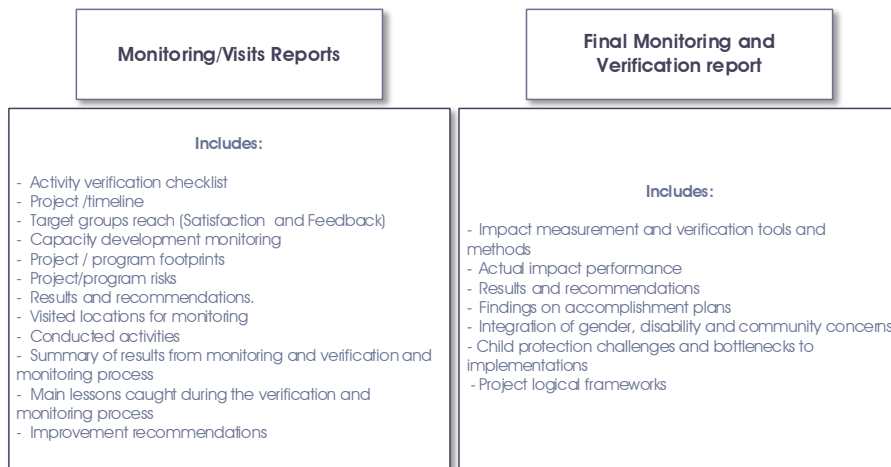 Monitoring/Visits Reports
Includes:
- Activity verification checklist
- Project /timeline
- Target groups reach (Satisfaction and Feedback)
- Capacity development monitoring
- Project / program footprints
- Project/program risks
- Results and recommendations.
- Visited locations for monitoring
- Conducted activities
- Summary of results from monitoring and verification and
monitoring process
- Main lessons caught during the verification and
monitoring process
- Improvement recommendations
Final Monitoring and
Verification report
Includes:
- Impact measurement and verification tools and
methods
- Actual impact performance
- Results and recommendations
- Findings on accomplishment plans
- Integration of gender, disability and community concerns
- Child protection challenges and bottlenecks to
implementations
- Project logical frameworks